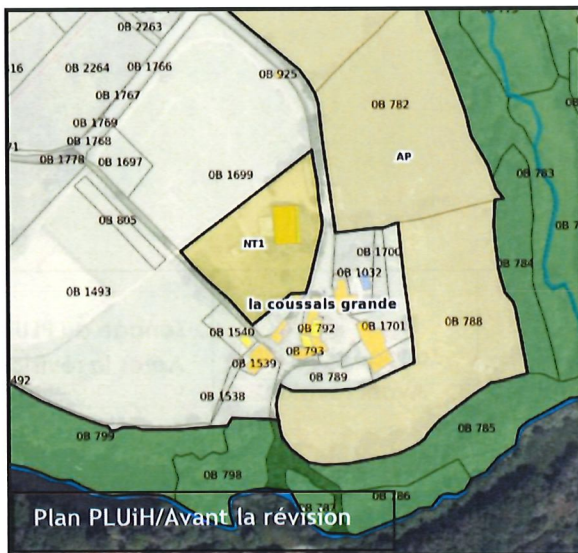 0B 2263
0B 2264
0B 1766
0B 1767
0B 925
0B 782
0B 1769
0B 1768
0B 1778
0B 1697
AP
0B 1699
0B 783
0B 805
NT1
0B 1700
0B 784
0B 1032
0B 1493
la coussals grande
0B 788
0B 1540
0B 792
0B 1701
0B 793
0B 1539
0B 789
0B 1538
0B 799
0B 785
0B 798
0B 786
Plan PLUiH/Avant la révision